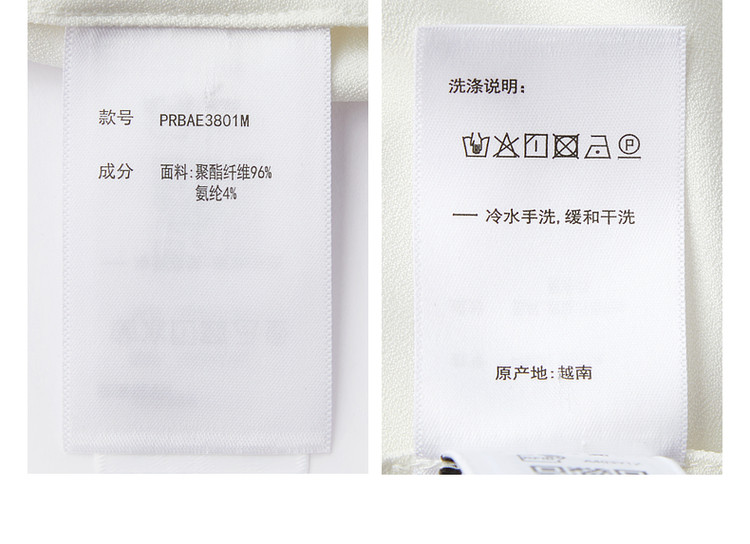 款号 PRBAE3801M
成分 面料:聚酯纤维96%
氨纶4%
洗涤说明:
P
一 冷水手洗,缓和干洗
原产地:越南